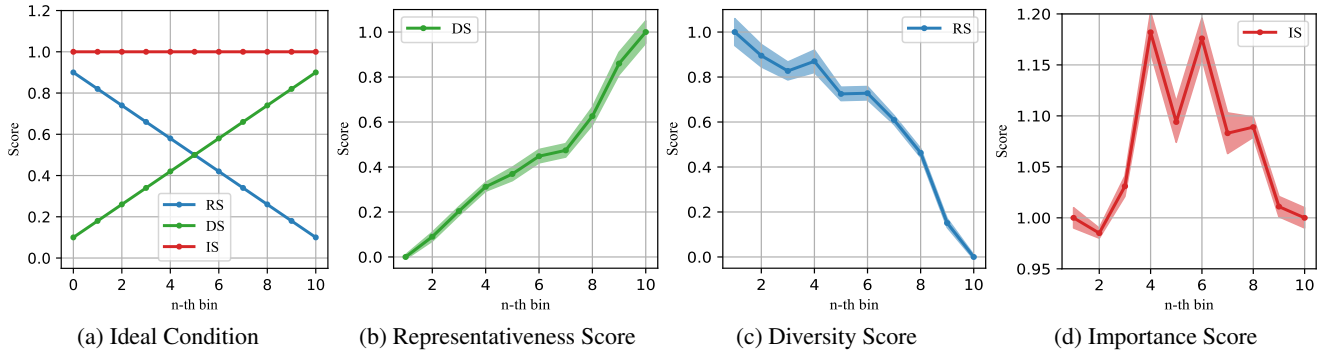 1.2
1.0
0.8
0.6
0.4
0.2
0.0
Score
RS
DS
IS
0 2 4 6 8 10
n-th bin
(a) Ideal Condition
1.0
0.8
0.6
0.4
0.2
0.0
Score
DS
2 4 6 8 10
n-th bin
(b) Representativeness Score
1.0
0.8
0.6
0.4
0.2
0.0
Score
RS
2 4 6 8 10
n-th bin
(c) Diversity Score
1.20
1.15
1.10
1.05
1.00
0.95
Score
IS
2 4 6 8 10
n-th bin
(d) Importance Score